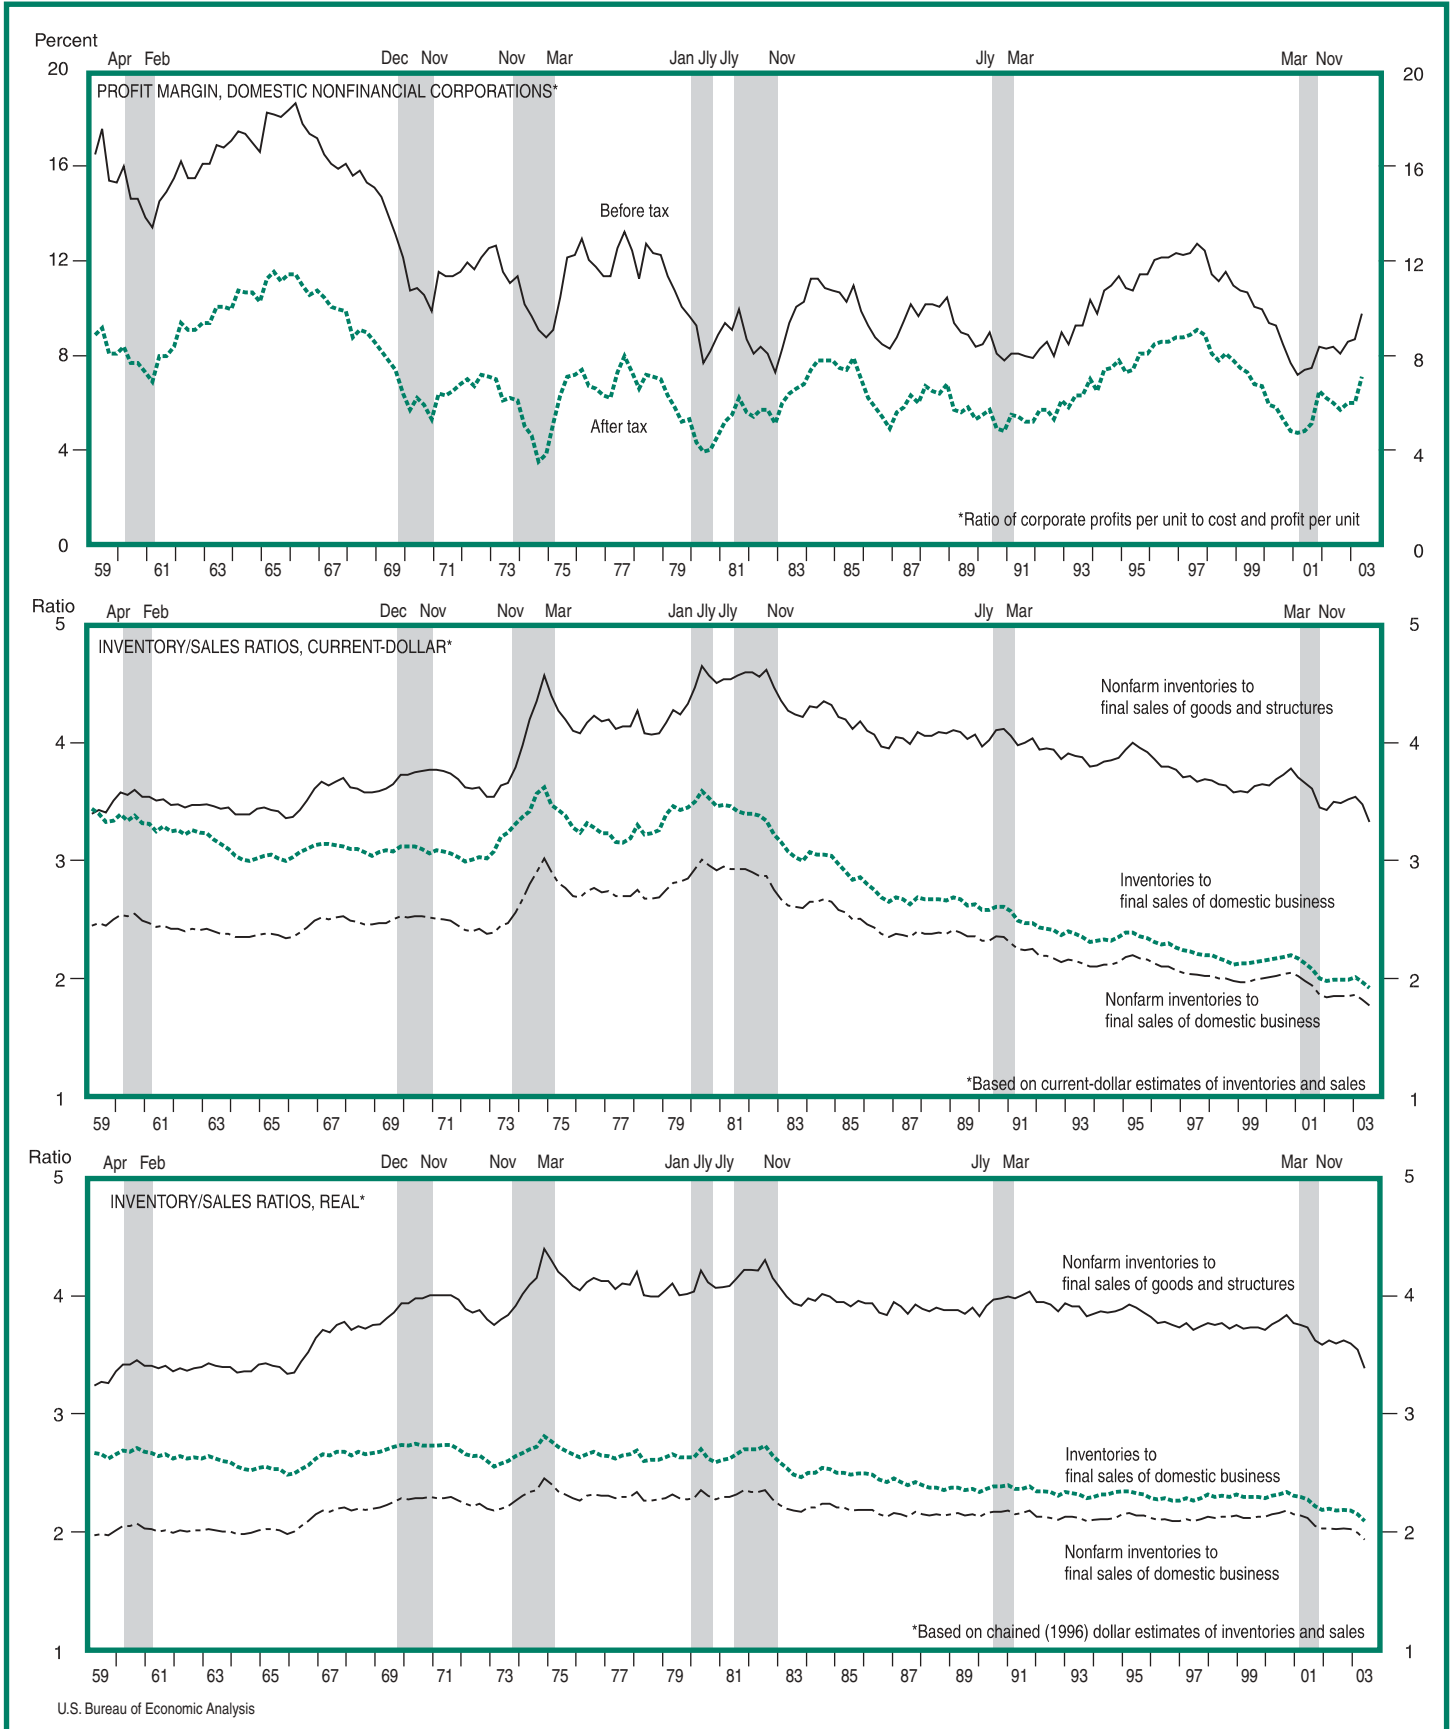 Percent
Apr Feb Dec Nov Nov Mar Jan Jly Jly Nov Jly Mar Mar Nov
20 20
PROFIT MARGIN, DOMESTIC NONFINANCIAL CORPORATIONS*
16 16
Before tax
12 12
8 8
After tax
4 4
*Ratio of corporate profits per unit to cost and profit per unit
0 0
59 61 63 65 67 69 71 73 75 77 79 81 83 85 87 89 91 93 95 97 99 01 03
Ratio
Apr Feb Dec Nov Nov Mar Jan Jly Jly Nov Jly Mar Mar Nov
5 5
INVENTORY/SALES RATIOS, CURRENT-DOLLAR*
Nonfarm inventories to
final sales of goods and structures
4 4
3 3
Inventories to
final sales of domestic business
2 2
Nonfarm inventories to
final sales of domestic business
*Based on current-dollar estimates of inventories and sales
1 1
59 61 63 65 67 69 71 73 75 77 79 81 83 85 87 89 91 93 95 97 99 01 03
Ratio
Apr Feb Dec Nov Nov Mar Jan Jly Jly Nov Jly Mar Mar Nov
5 5
INVENTORY/SALES RATIOS, REAL*
Nonfarm inventories to
final sales of goods and structures
4 4
3 3
Inventories to
final sales of domestic business
2 2
Nonfarm inventories to
final sales of domestic business
*Based on chained (1996) dollar estimates of inventories and sales
1 1
59 61 63 65 67 69 71 73 75 77 79 81 83 85 87 89 91 93 95 97 99 01 03
U.S. Bureau of Economic Analysis